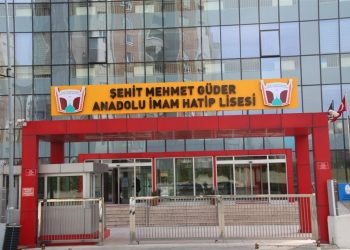 ŞEHİT MEHMET GÜDER
ANADOLU İMAM HATİP LİSESİ